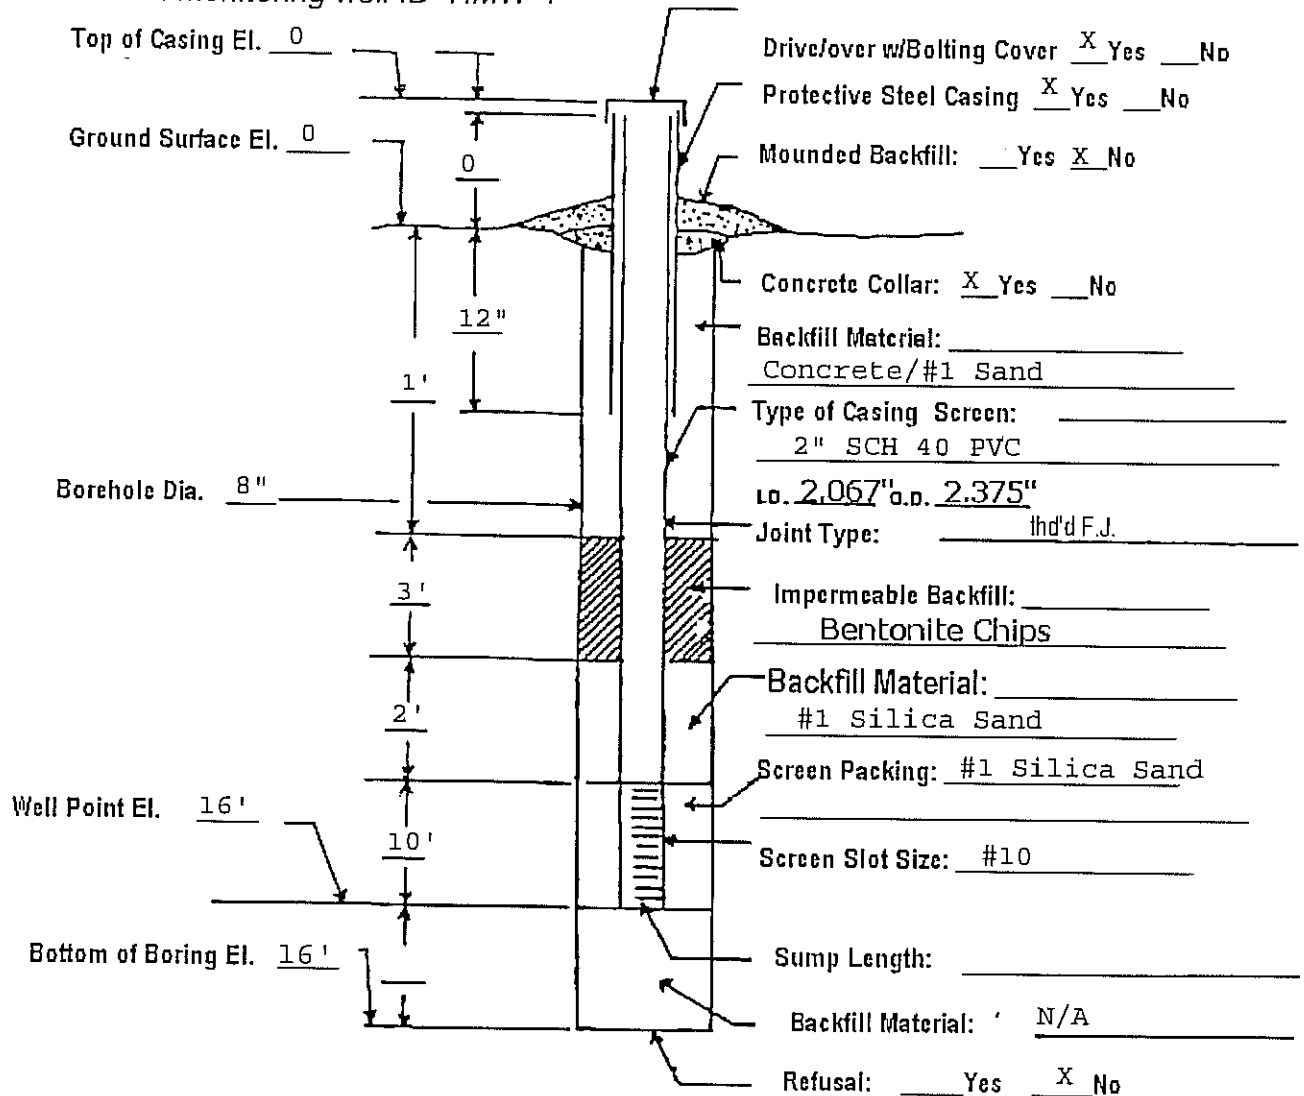 Top of Casing El. 0
Drive/over w/Bolting Cover X Yes No
Protective Steel Casing X Yes No
Ground Surface El. 0
0
Mounded Backfill: Yes X No
Concrete Collar: X Yes No
12"
Backfill Material:
Concrete/#1 Sand
1'
Type of Casing Screen:
2" SCH 40 PVC
Borehole Dia. 8"
I.D. 2.067" O.D. 2.375"
Joint Type: thd'd F.J.
3'
Impermeable Backfill:
Bentonite Chips
Backfill Material:
2'
#1 Silica Sand
Screen Packing: #1 Silica Sand
Well Point El. 16'
10'
Screen Slot Size: #10
Bottom of Boring El. 16'
Sump Length:
Backfill Material: N/A
Refusal: Yes X No